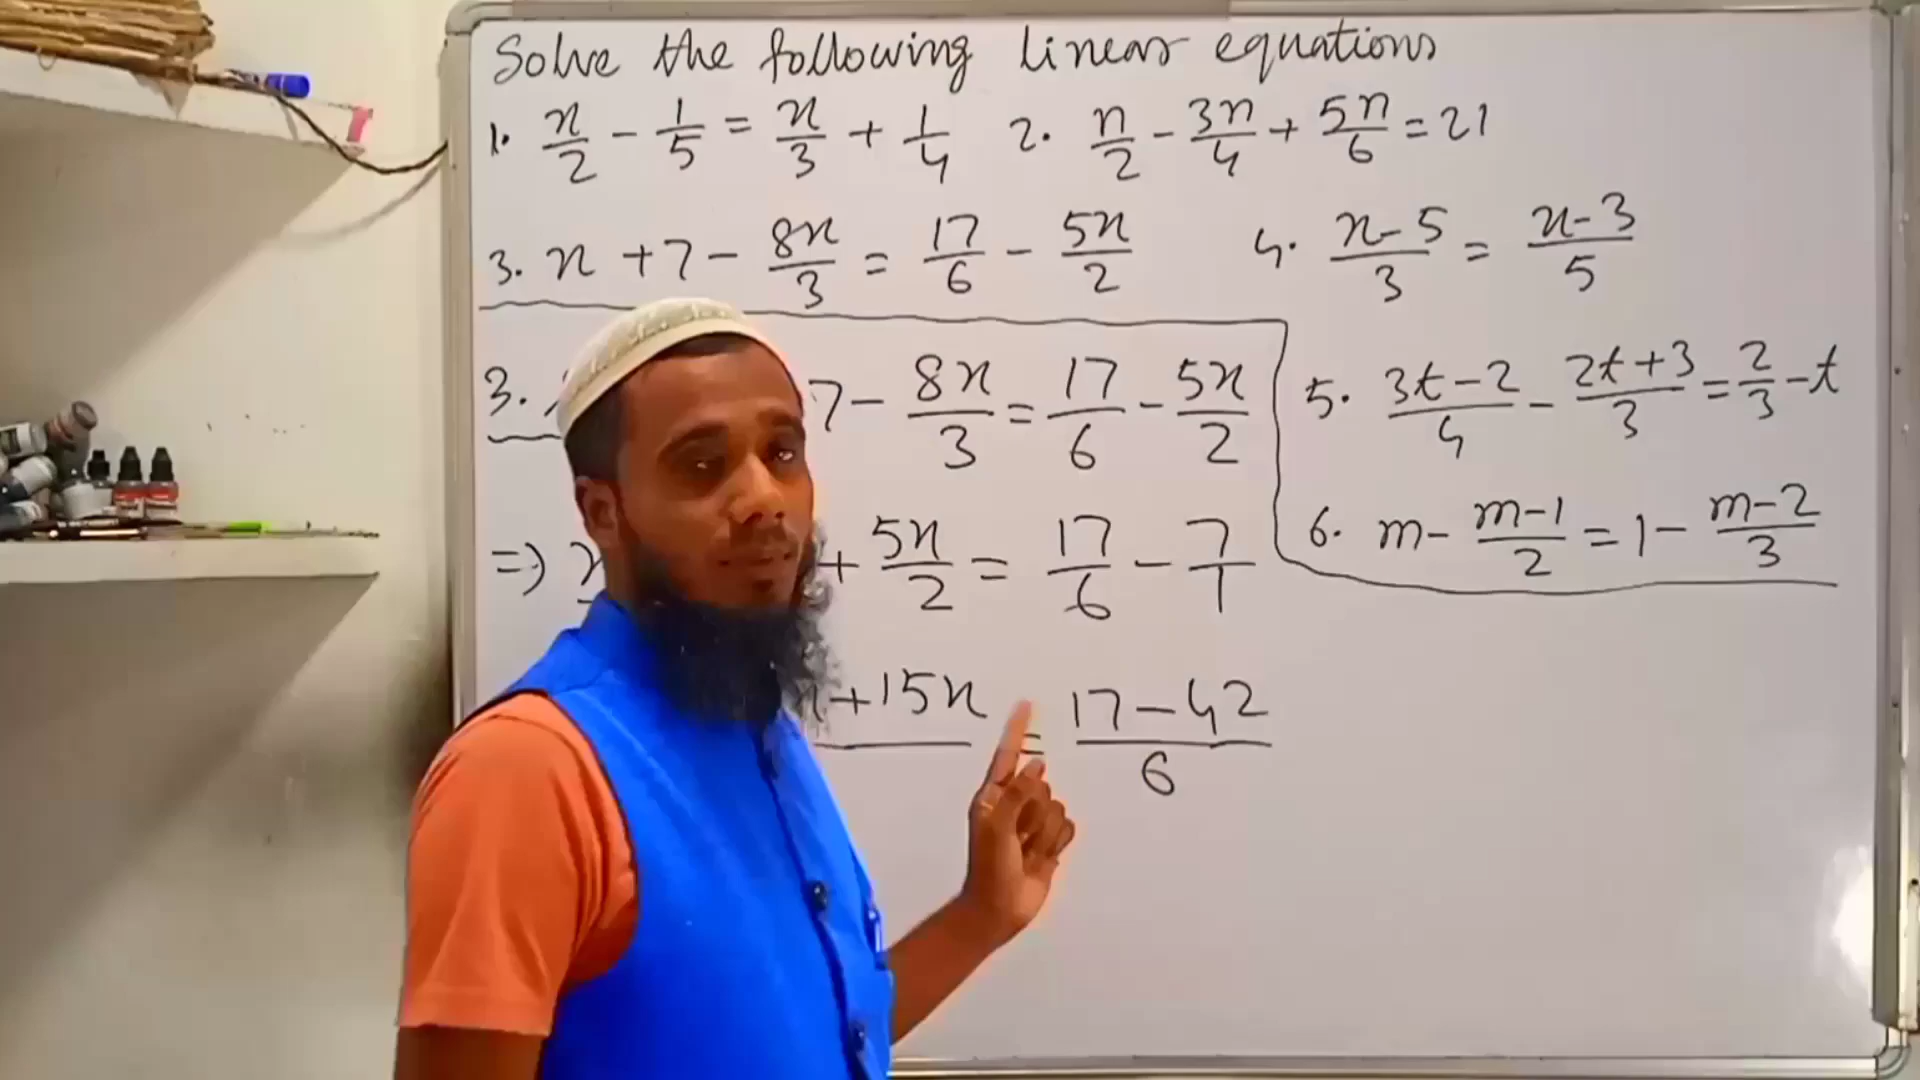 Solve the following linear equations
1. x/2 - 1/5 = x/3 + 1/4 2. n/2 - 3n/4 + 5n/6 = 21
3. x + 7 - 8x/3 = 17/6 - 5x/2 4. x-5/3 = x-3/5
3. 7 - 8x/3 = 17/6 - 5x/2 5. 3t-2/4 - 2t+3/3 = 2/3 - t
=> + 5x/2 = 17/6 - 7/1 6. m - m-1/2 = 1 - m-2/3
x + 15x = 17-42/6